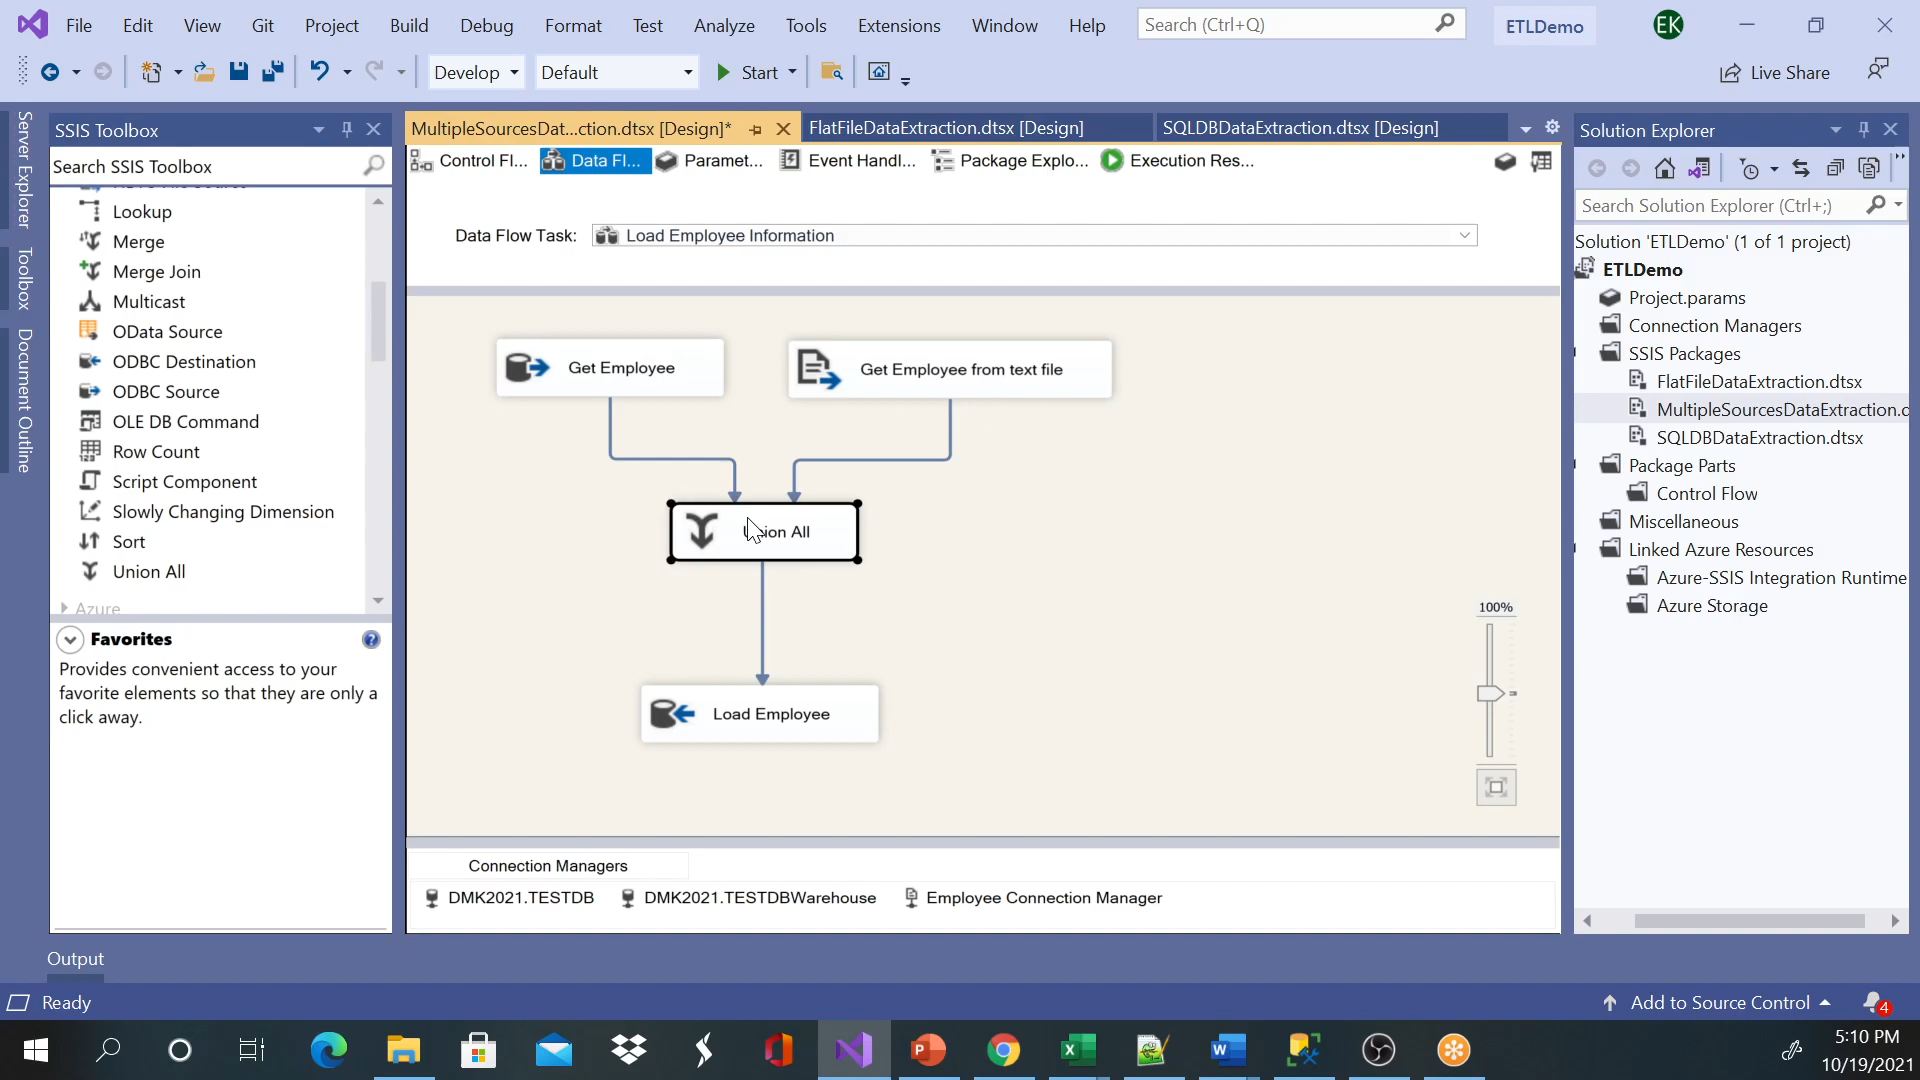 File Edit View Git Project Build Debug Format Test Analyze Tools Extensions Window Help Search (Ctrl+Q) ETLDemo EK
Develop Default Start Live Share
Server Explorer
Toolbox
Document Outline
SSIS Toolbox
Search SSIS Toolbox
Lookup
Merge
Merge Join
Multicast
OData Source
ODBC Destination
ODBC Source
OLE DB Command
Row Count
Script Component
Slowly Changing Dimension
Sort
Union All
Azure
Favorites
Provides convenient access to your
favorite elements so that they are only a
click away.
MultipleSourcesDat...ction.dtsx [Design]* FlatFileDataExtraction.dtsx [Design] SQLDBDataExtraction.dtsx [Design]
Control Fl... Data Fl... Paramet... Event Handl... Package Explo... Execution Res...
Data Flow Task: Load Employee Information
Get Employee
Get Employee from text file
Union All
Load Employee
100%
Connection Managers
DMK2021.TESTDB DMK2021.TESTDBWarehouse Employee Connection Manager
Solution Explorer
Search Solution Explorer (Ctrl+;)
Solution 'ETLDemo' (1 of 1 project)
ETLDemo
Project.params
Connection Managers
SSIS Packages
FlatFileDataExtraction.dtsx
MultipleSourcesDataExtraction.d
SQLDBDataExtraction.dtsx
Package Parts
Control Flow
Miscellaneous
Linked Azure Resources
Azure-SSIS Integration Runtime
Azure Storage
Output
Ready Add to Source Control 4
5:10 PM
10/19/2021